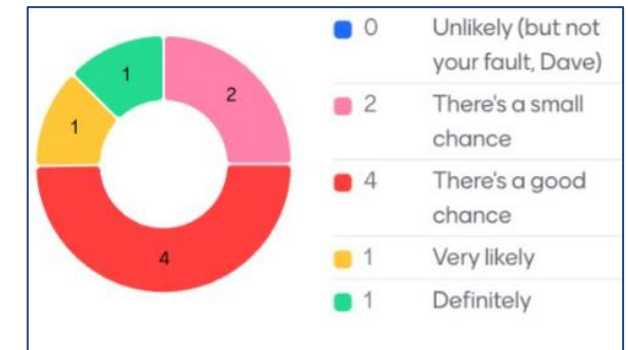 1
2
1
4
0 Unlikely (but not
your fault, Dave)
2 There's a small
chance
4 There's a good
chance
1 Very likely
1 Definitely